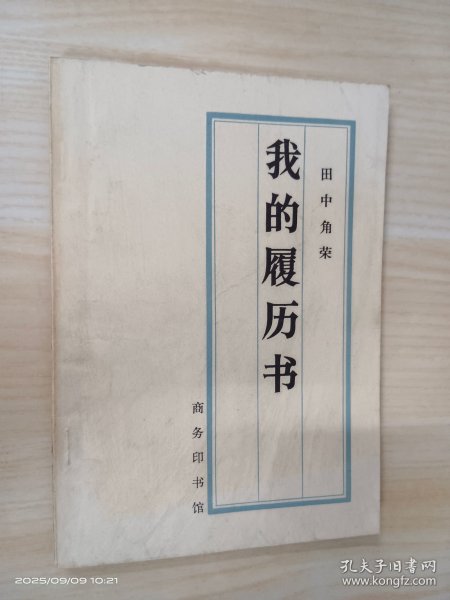 田中角荣
我的履历书
商务印书馆
2025/09/09 10:21
孔夫子旧书网
www.kongfz.com